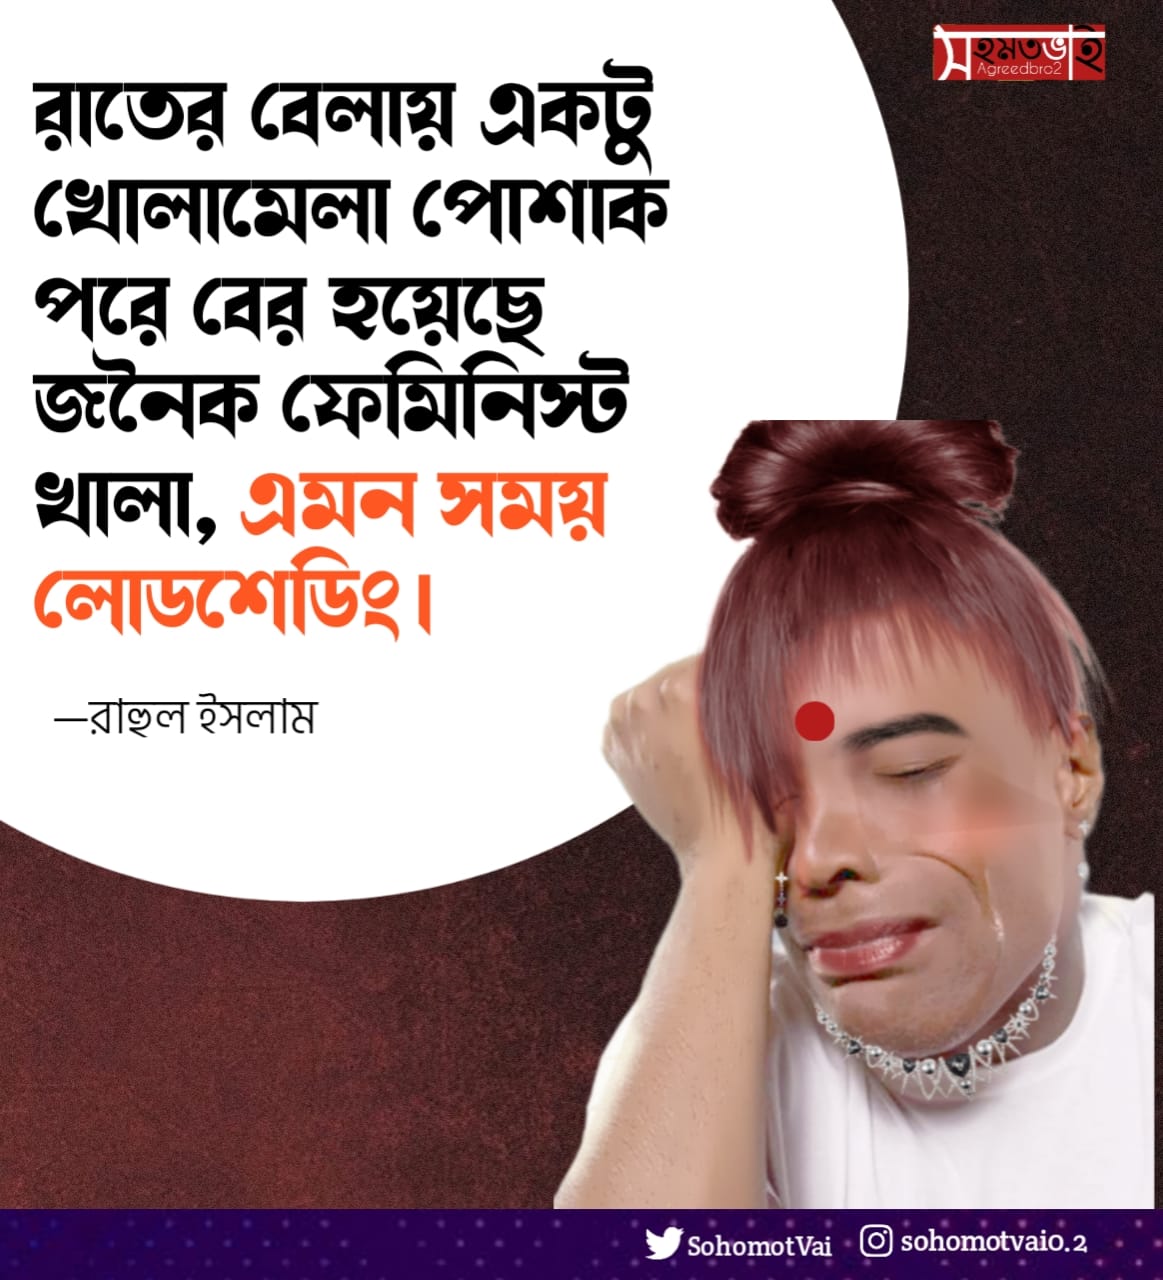 সহমতভাই
Agreedbro2
রাতের বেলায় একটু
খোলামেলা পোশাক
পরে বের হয়েছে
জনৈক ফেমিনিস্ট
খালা, এমন সময়
লোডশেডিং।
—রাহুল ইসলাম
SohomotVai
sohomotvaio.2